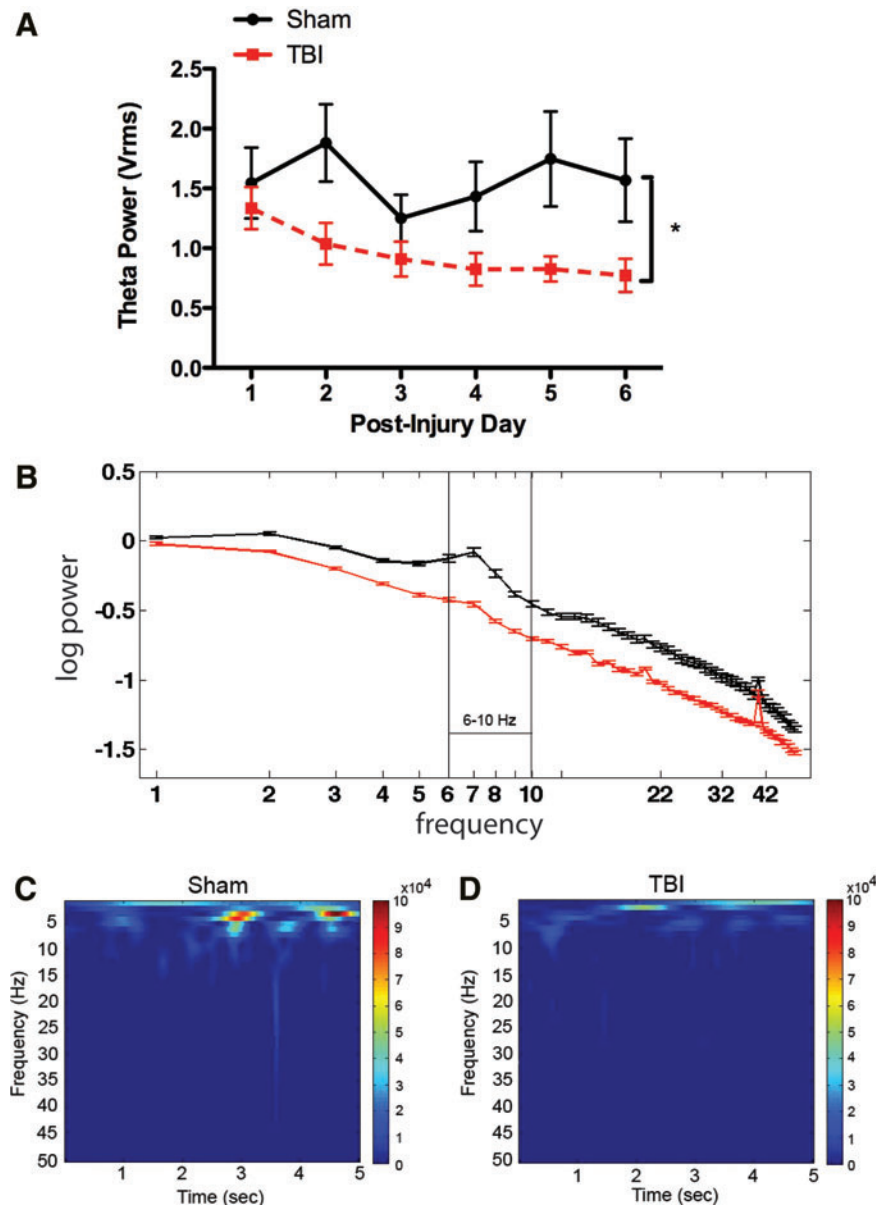 A
Sham
TBI
Theta Power (Vrms)
2.5
2.0
1.5
1.0
0.5
0.0
*
1 2 3 4 5 6
Post-Injury Day
B
log power
0.5
0
-0.5
-1
-1.5
6-10 Hz
1 2 3 4 5 6 7 8 10 22 32 42
frequency
C
Sham
x10⁴
Frequency (Hz)
5
10
15
20
25
30
35
40
45
50
10
9
8
7
6
5
4
3
2
1
0
1 2 3 4 5
Time (sec)
D
TBI
x10⁴
Frequency (Hz)
5
10
15
20
25
30
35
40
45
50
10
9
8
7
6
5
4
3
2
1
0
1 2 3 4 5
Time (sec)